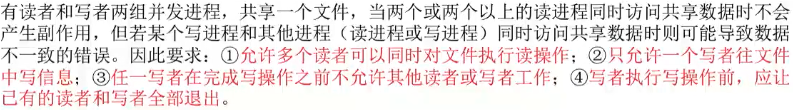 有读者和写者两组并发进程，共享一个文件，当两个或两个以上的读进程同时访问共享数据时不会
产生副作用，但若某个写进程和其他进程（读进程或写进程）同时访问共享数据时则可能导致数据
不一致的错误。因此要求：①允许多个读者可以同时对文件执行读操作；②只允许一个写者往文件
中写信息；③任一写者在完成写操作之前不允许其他读者或写者工作；④写者执行写操作前，应让
已有的读者和写者全部退出。